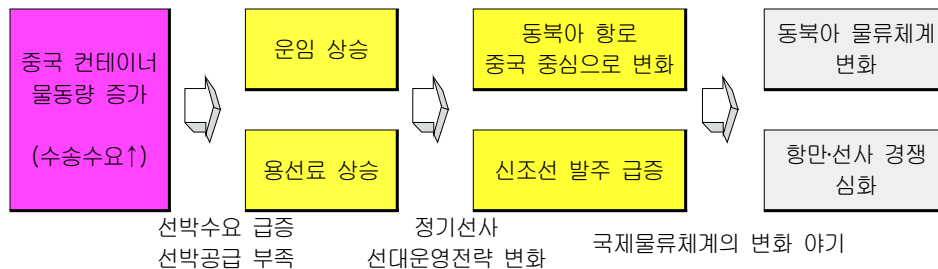 중국 컨테이너
물동량 증가
(수송수요↑)
운임 상승
용선료 상승
선박수요 급증
선박공급 부족
동북아 항로
중국 중심으로 변화
신조선 발주 급증
정기선사
선대운영전략 변화
동북아 물류체계
변화
항만·선사 경쟁
심화
국제물류체계의 변화 야기